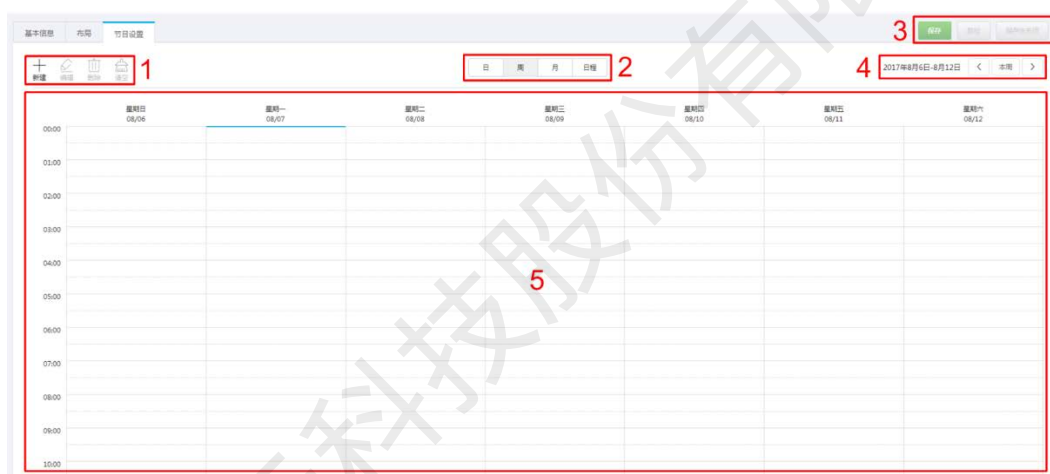 基本信息 布局 节目设置
保存
3
新建 编辑 删除 清空
1
日 周 月 日程
2
4
2017年8月6日-8月12日 < 本周 >
星期日 星期一 星期二 星期三 星期四 星期五 星期六
08/06 08/07 08/08 08/09 08/10 08/11 08/12
00:00
01:00
02:00
03:00
04:00
05:00
5
06:00
07:00
08:00
09:00
10:00
科技股份有